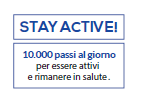 STAY ACTIVE!
10.000 passi al giorno
per essere attivi
e rimanere in salute.